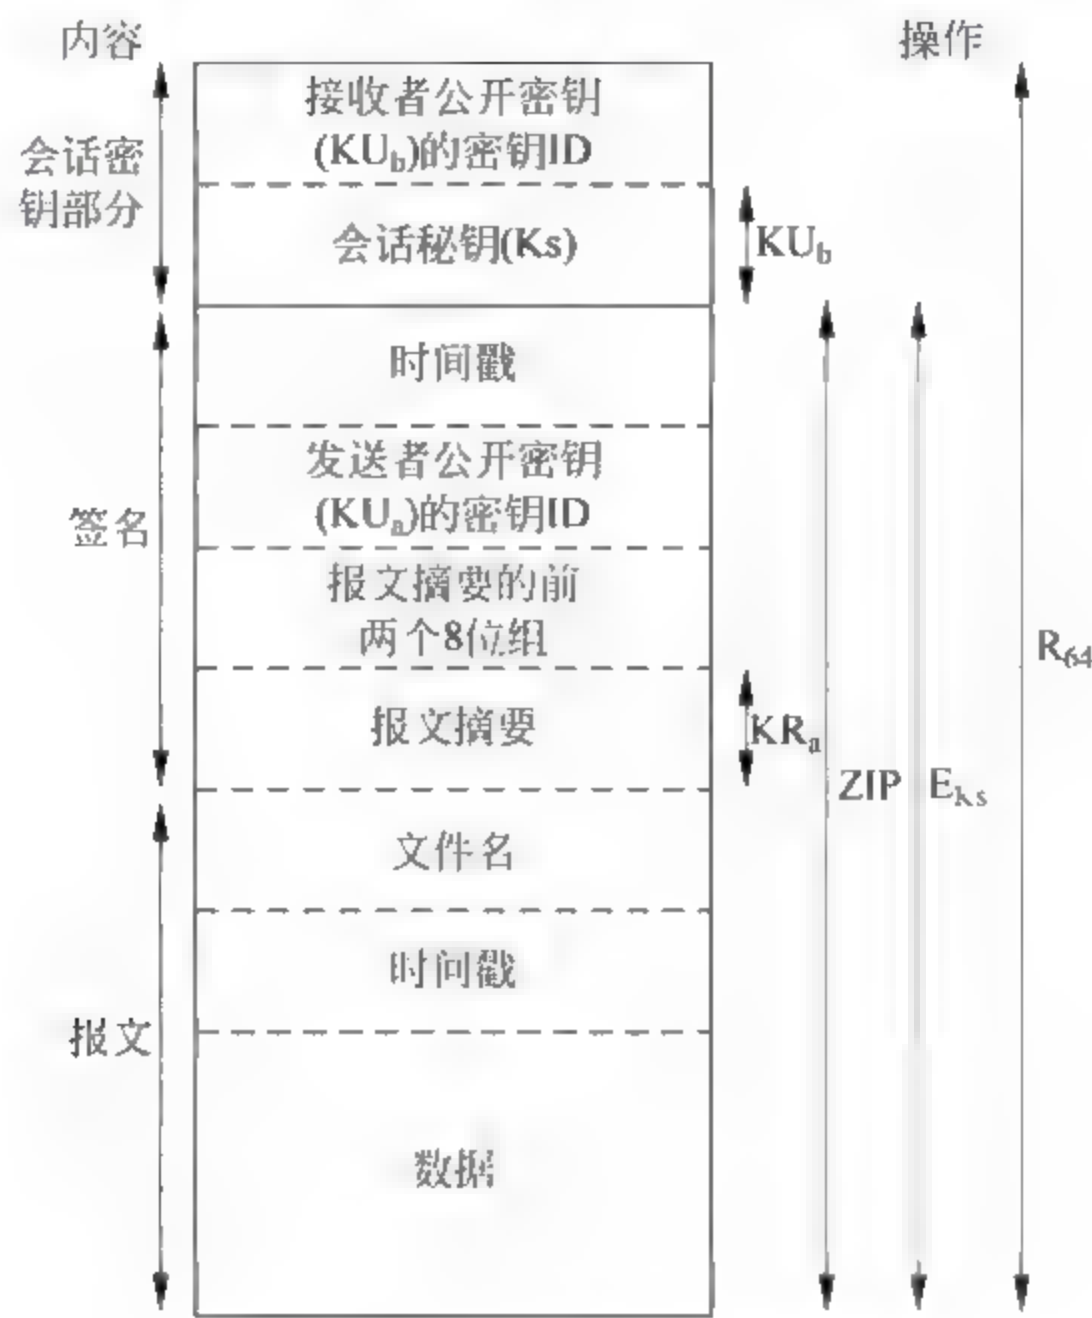 内容
操作
接收者公开密钥
(KUb)的密钥ID
会话密
钥部分
会话秘钥(Ks)
KUb
时间戳
发送者公开密钥
(KUa)的密钥ID
签名
报文摘要的前
两个8位组
R64
报文摘要
KRa
ZIP
EKs
文件名
时间戳
报文
数据